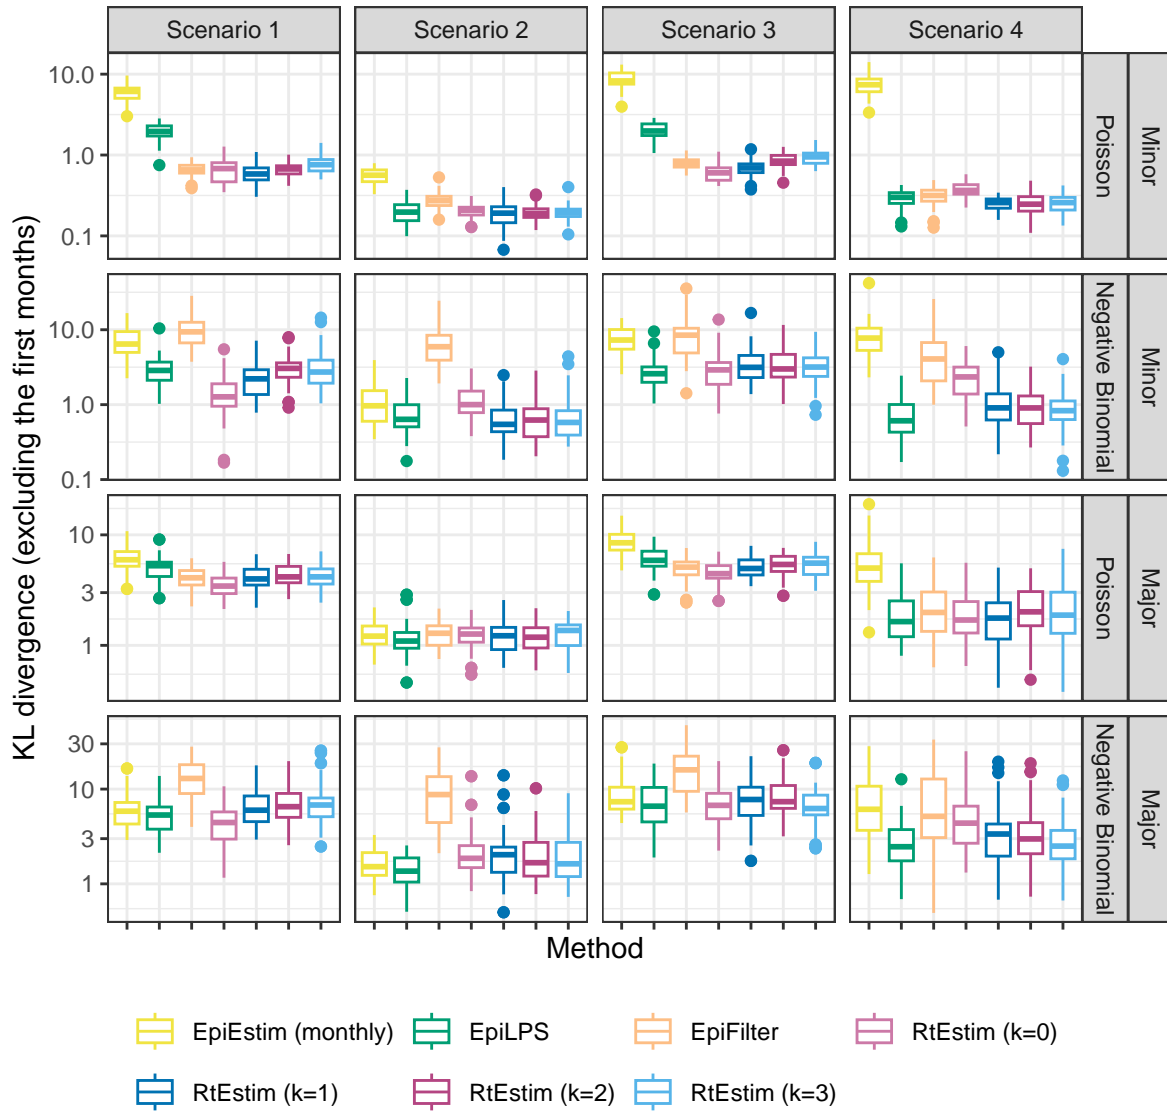 Scenario 1
Scenario 2
Scenario 3
Scenario 4
KL divergence (excluding the first months)
10.0
1.0
0.1
Poisson
Minor
10.0
1.0
0.1
Negative Binomial
Minor
10
3
1
Poisson
Major
30
10
3
1
Negative Binomial
Major
Method
EpiEstim (monthly)
EpiLPS
EpiFilter
RtEstim (k=0)
RtEstim (k=1)
RtEstim (k=2)
RtEstim (k=3)